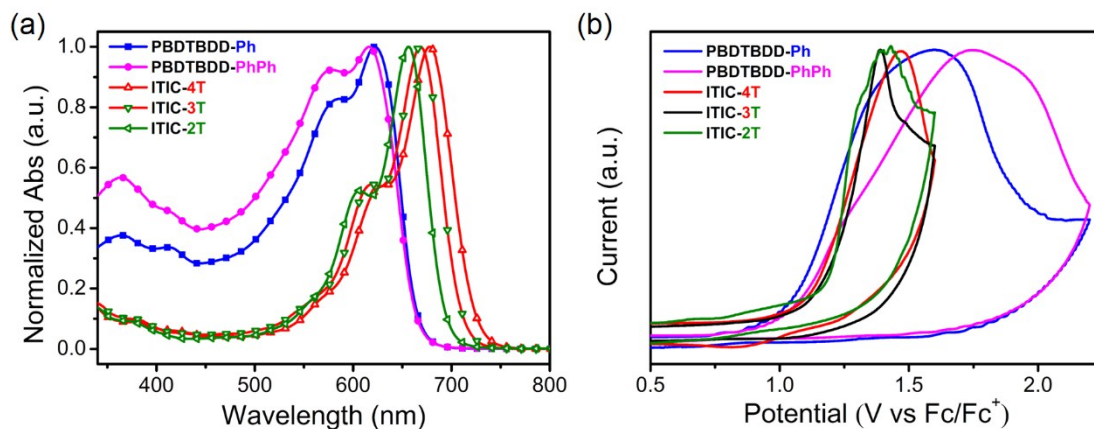 (a)
PBDTBDD-Ph
PBDTBDD-PhPh
ITIC-4T
ITIC-3T
ITIC-2T
Normalized Abs (a.u.)
1.0
0.8
0.6
0.4
0.2
0.0
400 500 600 700 800
Wavelength (nm)
(b)
PBDTBDD-Ph
PBDTBDD-PhPh
ITIC-4T
ITIC-3T
ITIC-2T
Current (a.u.)
0.5 1.0 1.5 2.0
Potential (V vs Fc/Fc⁺)